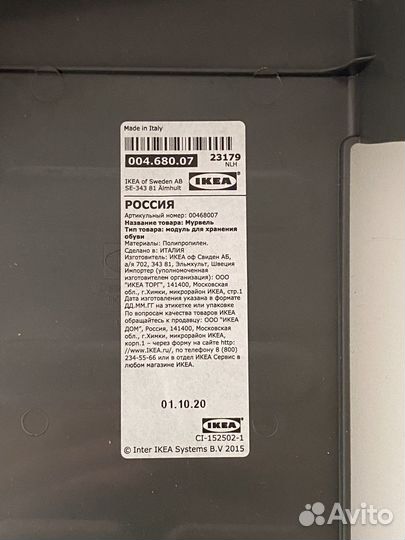 Made in Italy
004.680.07
23179
NLH
IKEA of Sweden AB
SE-343 81 Älmhult
IKEA
РОССИЯ
Артикульный номер: 00468007
Название товара: Мурвель
Тип товара: модуль для хранения
обуви
Материалы: Полипропилен.
Сделано в: ИТАЛИЯ
Изготовитель: ИКЕА оф Свиден АБ,
а/я 702, 343 81, Эльмхульт, Швеция
Импортер (уполномоченная
изготовителем организация): ООО
"ИКЕА ТОРГ", 141400, Московская
обл., г.Химки, микрорайон ИКЕА, стр.1
Дата изготовления указана в формате
ДД.ММ.ГГ на этикетке или упаковке
По вопросам качества товаров ИКЕА
обращайтесь к продавцу: ООО "ИКЕА
ДОМ", Россия, 141400, Московская
обл., г.Химки, микрорайон ИКЕА,
корп.1 - через форму на сайте http:
//www.IKEA.ru/, по телефону 8 (800)
234-55-66 или в отдел ИКЕА Сервис в
любом магазине ИКЕА.
01.10.20
IKEA
CI-152502-1
© Inter IKEA Systems B.V 2015
Avito